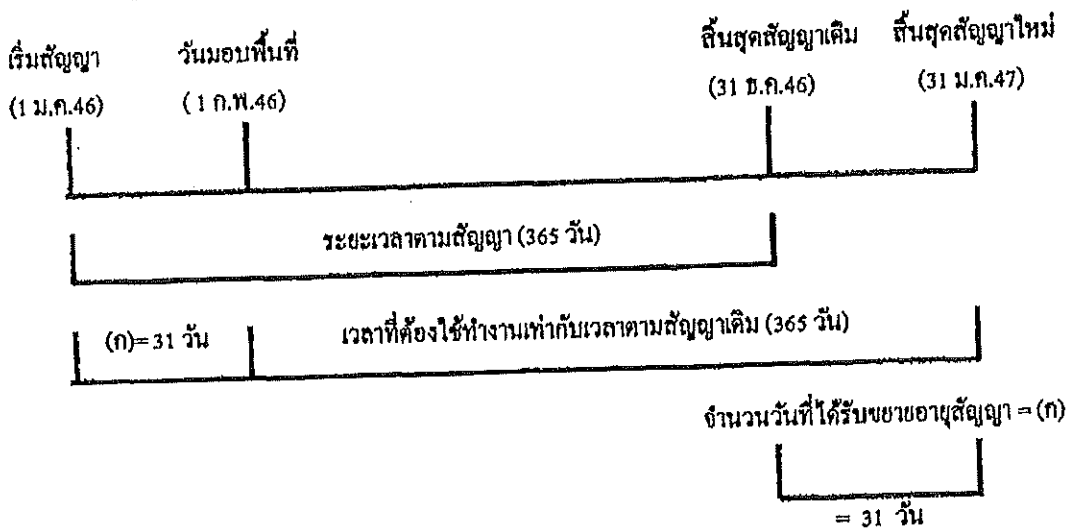 เริ่มสัญญา วันมอบพื้นที่ สิ้นสุดสัญญาเดิม สิ้นสุดสัญญาใหม่
(1 ม.ค.46) ( 1 ก.พ.46) (31 ธ.ค.46) (31 ม.ค.47)
ระยะเวลาตามสัญญา (365 วัน)
(ก)= 31 วัน เวลาที่ต้องใช้ทำงานเท่ากับเวลาตามสัญญาเดิม (365 วัน)
จำนวนวันที่ได้รับขยายอายุสัญญา = (ก)
= 31 วัน